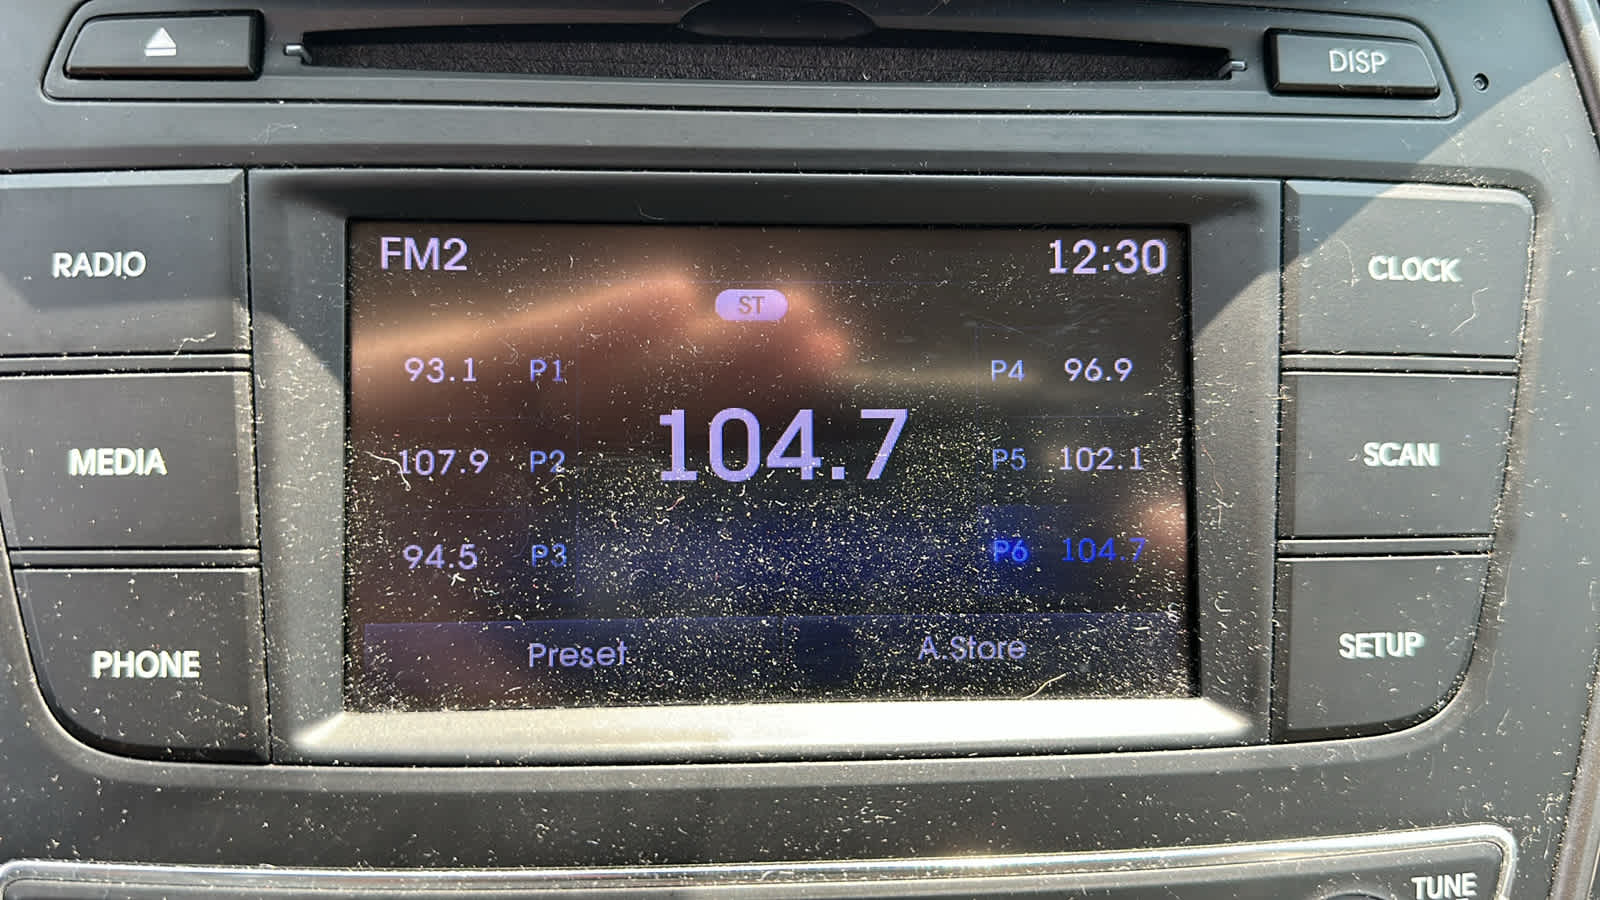 DISP
RADIO
MEDIA
PHONE
FM2
12:30
ST
93.1 P1
107.9 P2
94.5 P3
104.7
P4 96.9
P5 102.1
P6 104.7
Preset
A.Store
CLOCK
SCAN
SETUP
TUNE